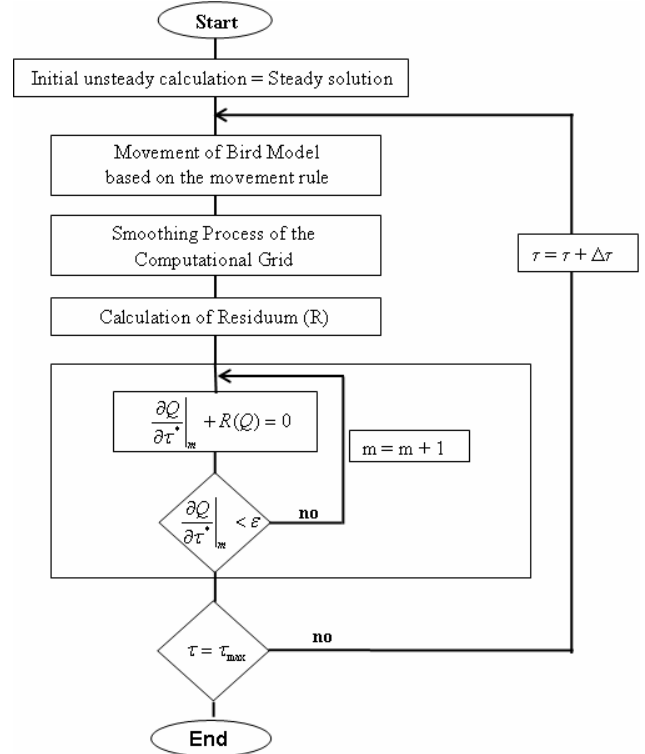 Start
Initial unsteady calculation = Steady solution
Movement of Bird Model
based on the movement rule
Smoothing Process of the
Computational Grid
τ = τ + Δτ
Calculation of Residuum (R)
∂Q/∂τ*|m + R(Q) = 0
m = m + 1
∂Q/∂τ*|m < ε
no
τ = τmax
no
End